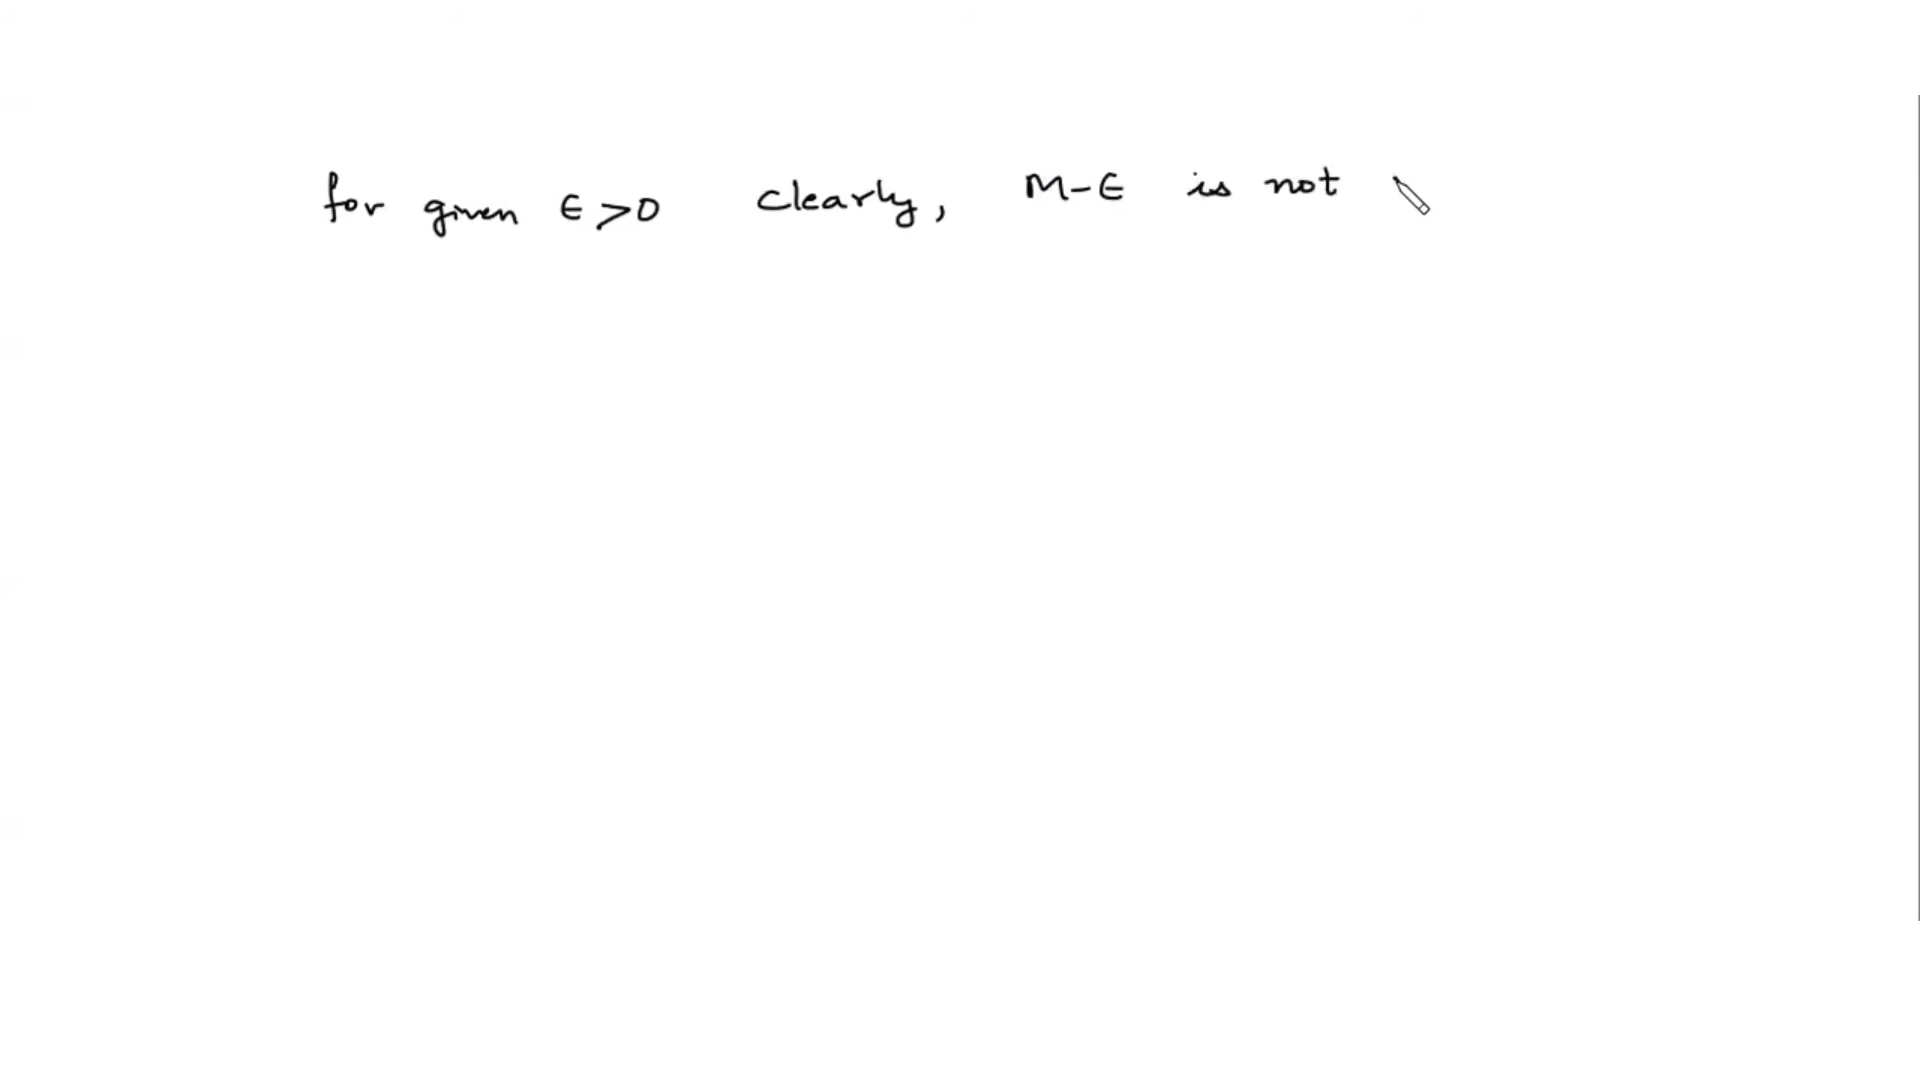 for given ϵ>0 clearly, M-ϵ is not